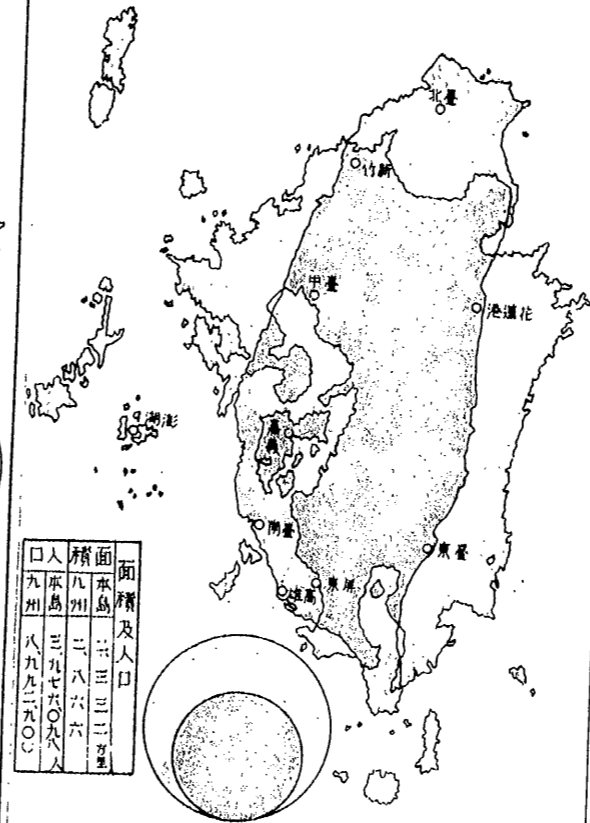 北臺
竹新
中臺
港蓮花
湖澎
嘉義
南臺
東臺
雄高
東屏
面積及人口
面積 本島 二、三三二方里
九州 二、八六六
人口 本島 三、九七六、〇九八人
九州 八、九九二、九〇〇